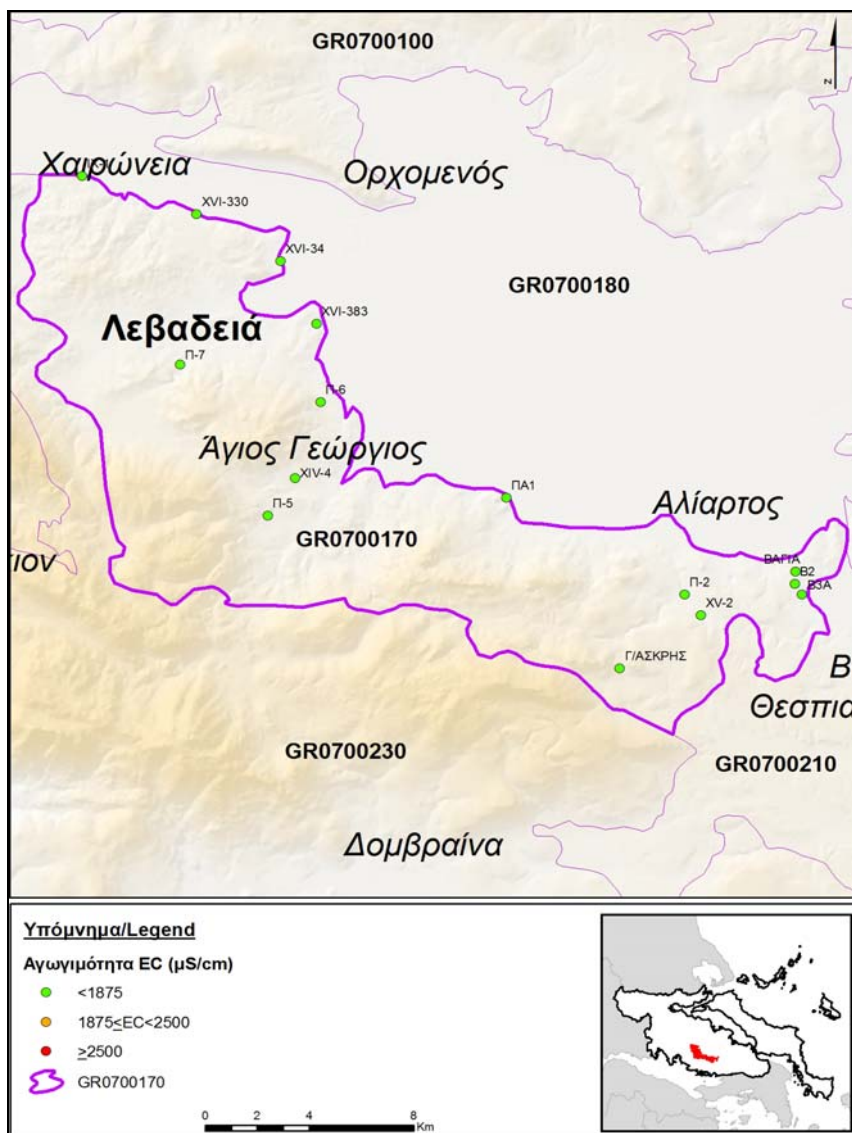 GR0700100
N
Χαιρώνεια
Ορχομενός
XVI-330
XVI-34
GR0700180
XVI-383
Λεβαδειά
Π-7
Π-6
Άγιος Γεώργιος
XIV-4
ΠΑ1
Π-5
Αλίαρτος
GR0700170
ΒΑΓΙΑ
Β2
Π-2
Β3Α
XV-2
Γ/ΑΣΚΡΗΣ
Β
Θεσπια
GR0700230
GR0700210
Δομβραίνα
Υπόμνημα/Legend
Αγωγιμότητα EC (μS/cm)
<1875
1875≤EC<2500
≥2500
GR0700170
0 2 4 8
Km